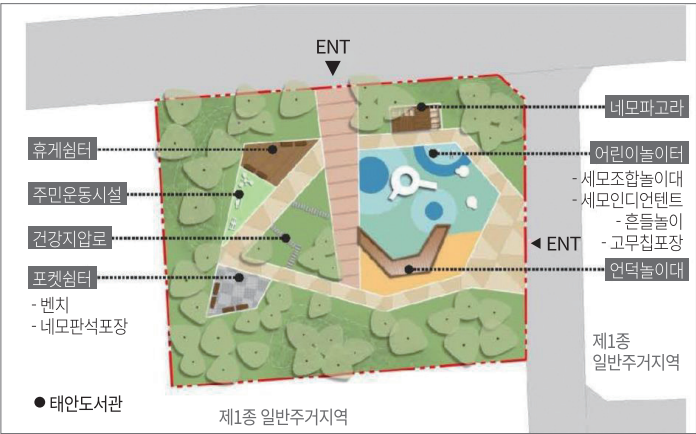 ENT
네모파고라
휴게쉼터
어린이놀이터
- 세모조합놀이대
- 세모인디언텐트
- 흔들놀이
- 고무칩포장
주민운동시설
건강지압로
ENT
포켓쉼터
- 벤치
- 네모판석포장
언덕놀이대
제1종
일반주거지역
● 태안도서관
제1종 일반주거지역